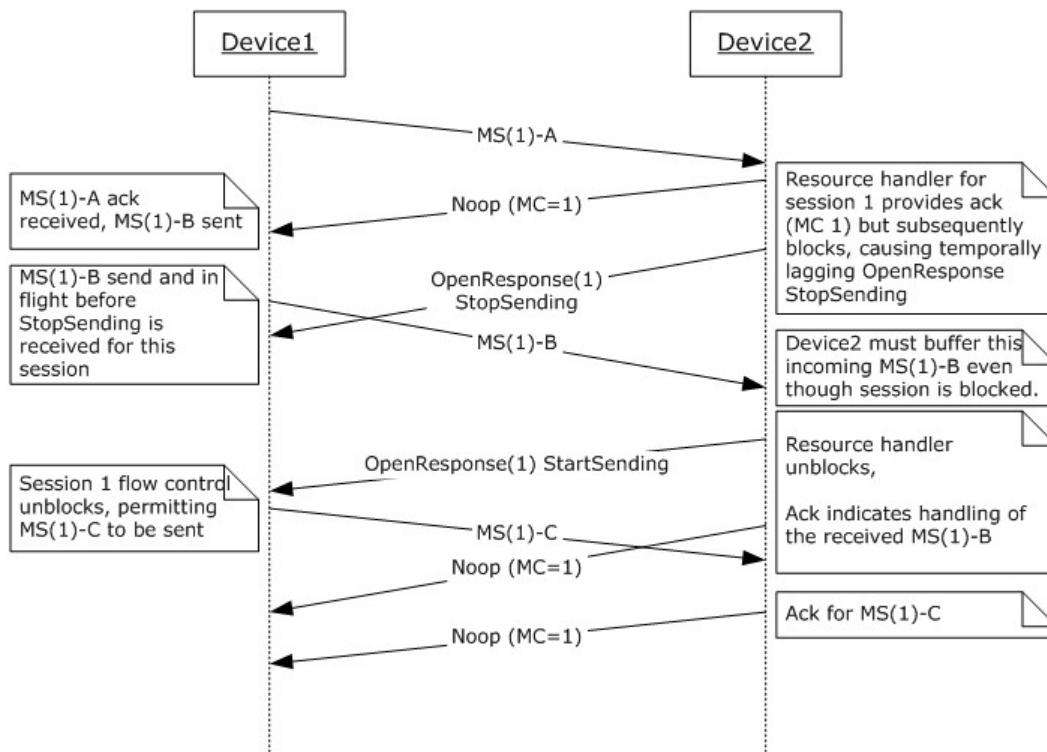 Device1
Device2
MS(1)-A
MS(1)-A ack
received, MS(1)-B sent
Noop (MC=1)
Resource handler for
session 1 provides ack
(MC 1) but subsequently
blocks, causing temporally
lagging OpenResponse
StopSending
MS(1)-B send and in
flight before
StopSending is
received for this
session
OpenResponse(1)
StopSending
MS(1)-B
Device2 must buffer this
incoming MS(1)-B even
though session is blocked.
OpenResponse(1) StartSending
Resource handler
unblocks,
Ack indicates handling of
the received MS(1)-B
Session 1 flow control
unblocks, permitting
MS(1)-C to be sent
MS(1)-C
Noop (MC=1)
Ack for MS(1)-C
Noop (MC=1)